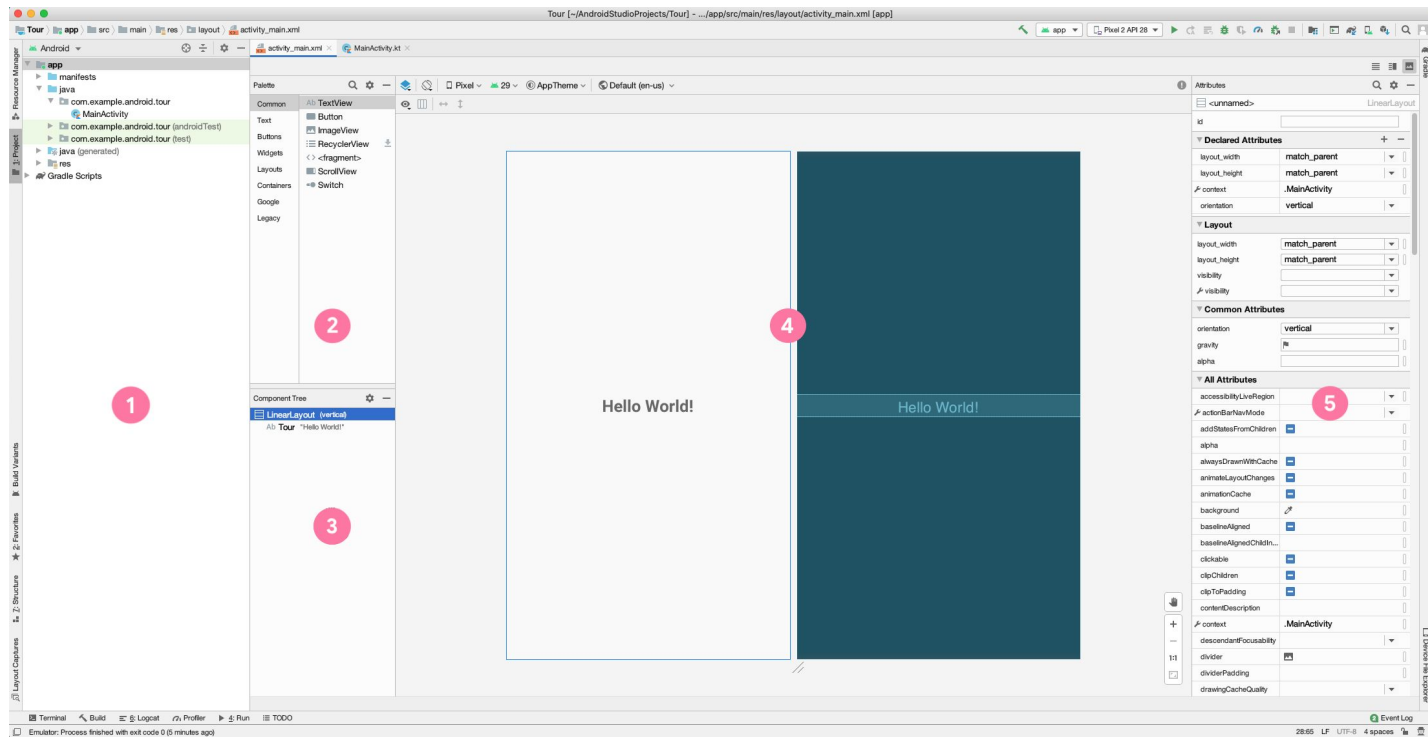 Tour [~/AndroidStudioProjects/Tour] - .../app/src/main/res/layout/activity_main.xml [app]
Tour app src main res layout activity_main.xml
app Pixel 2 API 28
Android
activity_main.xml MainActivity.kt
app
manifests
java
com.example.android.tour
MainActivity
com.example.android.tour (androidTest)
com.example.android.tour (test)
java (generated)
res
Gradle Scripts
Resource Manager
1: Project
Build Variants
2: Favorites
7: Structure
Layout Captures
1
Palette
Common
Text
Buttons
Widgets
Layouts
Containers
Google
Legacy
Ab TextView
Button
ImageView
RecyclerView
<fragment>
ScrollView
Switch
2
Component Tree
LinearLayout (vertical)
Ab Tour "Hello World!"
3
Pixel 29 AppTheme Default (en-us)
Hello World!
4
Hello World!
1:1
Attributes
<unnamed> LinearLayout
id
Declared Attributes
layout_width match_parent
layout_height match_parent
context .MainActivity
orientation vertical
Layout
layout_width match_parent
layout_height match_parent
visibility
visibility
Common Attributes
orientation vertical
gravity
alpha
All Attributes
accessibilityLiveRegion
5
actionBarNavMode
addStatesFromChildren
alpha
alwaysDrawnWithCache
animateLayoutChanges
animationCache
background
baselineAligned
baselineAlignedChildIn...
clickable
clipChildren
clipToPadding
contentDescription
context .MainActivity
descendantFocusability
divider
dividerPadding
drawingCacheQuality
Gradle
Device File Explorer
Terminal Build 6: Logcat Profiler 4: Run TODO
2 Event Log
Emulator: Process finished with exit code 0 (5 minutes ago)
28:65 LF UTF-8 4 spaces